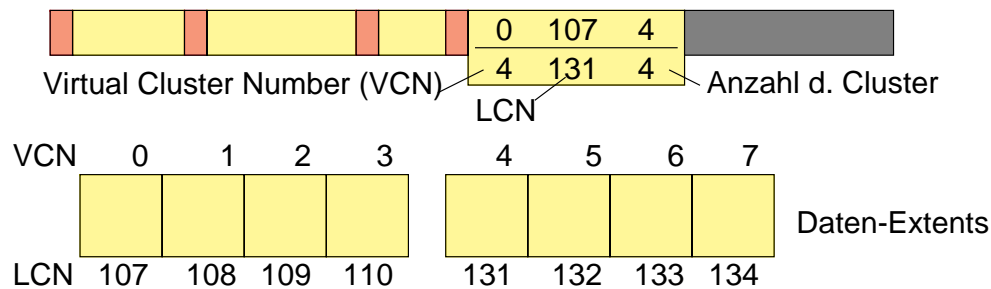 0 107 4
4 131 4
Virtual Cluster Number (VCN)
Anzahl d. Cluster
LCN
VCN 0 1 2 3 4 5 6 7
Daten-Extents
LCN 107 108 109 110 131 132 133 134